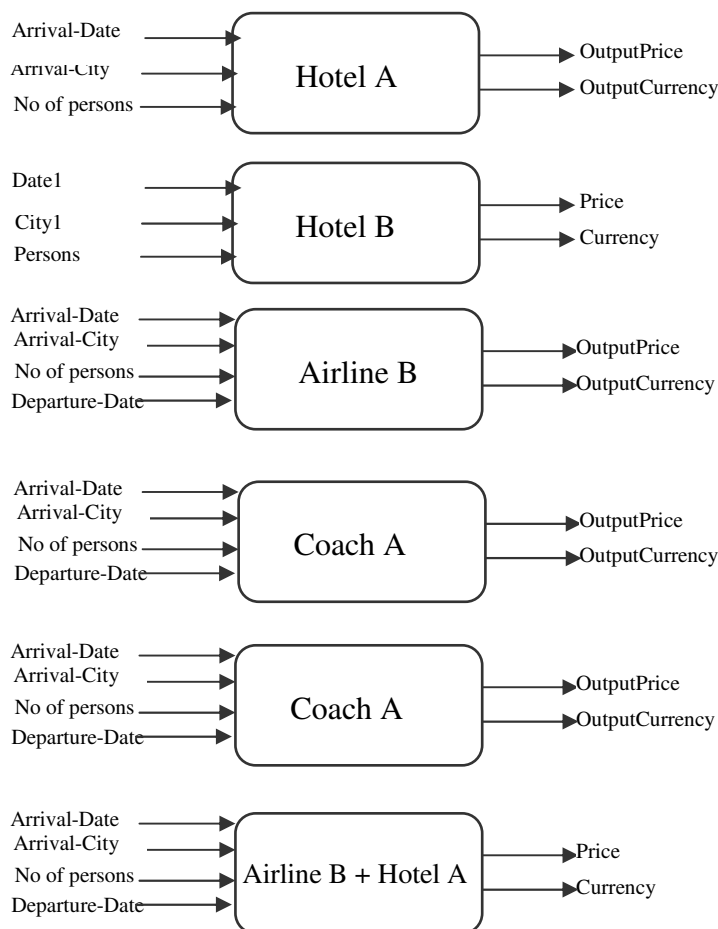 Arrival-Date
Arrival-City
No of persons
Hotel A
OutputPrice
OutputCurrency
Date1
City1
Persons
Hotel B
Price
Currency
Arrival-Date
Arrival-City
No of persons
Departure-Date
Airline B
OutputPrice
OutputCurrency
Arrival-Date
Arrival-City
No of persons
Departure-Date
Coach A
OutputPrice
OutputCurrency
Arrival-Date
Arrival-City
No of persons
Departure-Date
Coach A
OutputPrice
OutputCurrency
Arrival-Date
Arrival-City
No of persons
Departure-Date
Airline B + Hotel A
Price
Currency